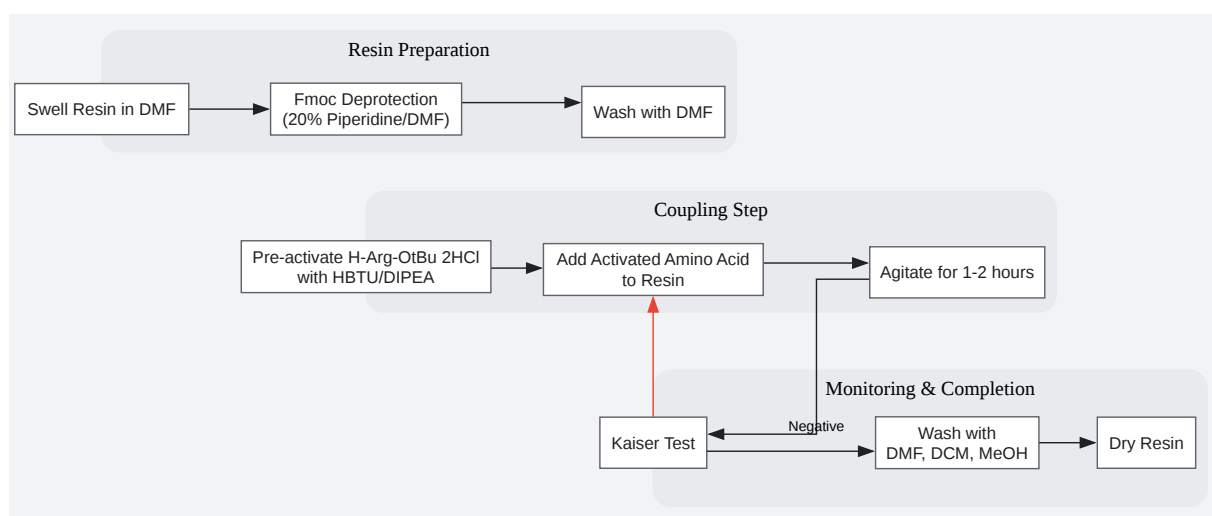 Resin Preparation
Swell Resin in DMF
Fmoc Deprotection
(20% Piperidine/DMF)
Wash with DMF
Coupling Step
Pre-activate H-Arg-OtBu 2HCl
with HBTU/DIPEA
Add Activated Amino Acid
to Resin
Agitate for 1-2 hours
Monitoring & Completion
Kaiser Test
Negative
Wash with
DMF, DCM, MeOH
Dry Resin